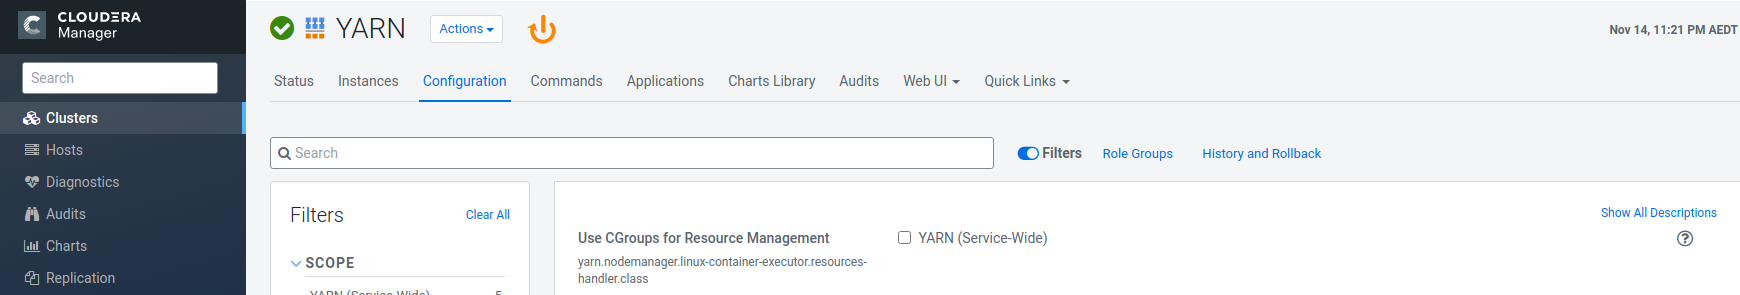 CLOUDERA
Manager
Search
Clusters
Hosts
Diagnostics
Audits
Charts
Replication
YARN
Actions
Nov 14, 11:21 PM AEDT
Status Instances Configuration Commands Applications Charts Library Audits Web UI Quick Links
Search
Filters Role Groups History and Rollback
Filters Clear All
SCOPE
YARN (Service-Wide) 5
Show All Descriptions
Use CGroups for Resource Management YARN (Service-Wide)
yarn.nodemanager.linux-container-executor.resources-
handler.class